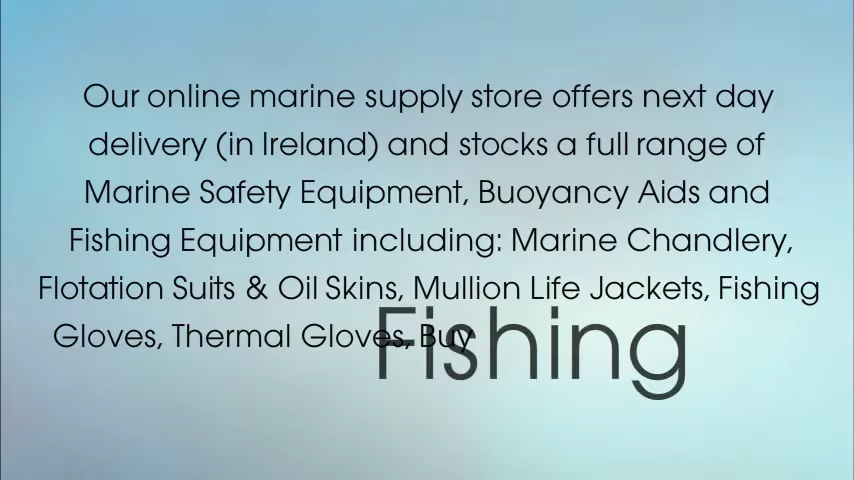 Our online marine supply store offers next day
delivery (in Ireland) and stocks a full range of
Marine Safety Equipment, Buoyancy Aids and
Fishing Equipment including: Marine Chandlery,
Flotation Suits & Oil Skins, Mullion Life Jackets, Fishing
Gloves, Thermal Gloves, Buy
Fishing